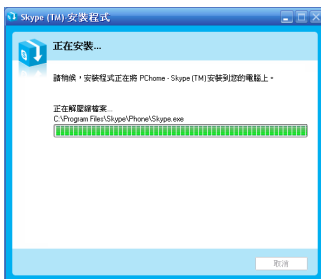 Skype (TM) 安裝程式
正在安裝...
請稍候，安裝程式正在將 PChome - Skype (TM)安裝到您的電腦上。
正在解壓縮檔案...
C:\Program Files\Skype\Phone\Skype.exe
取消